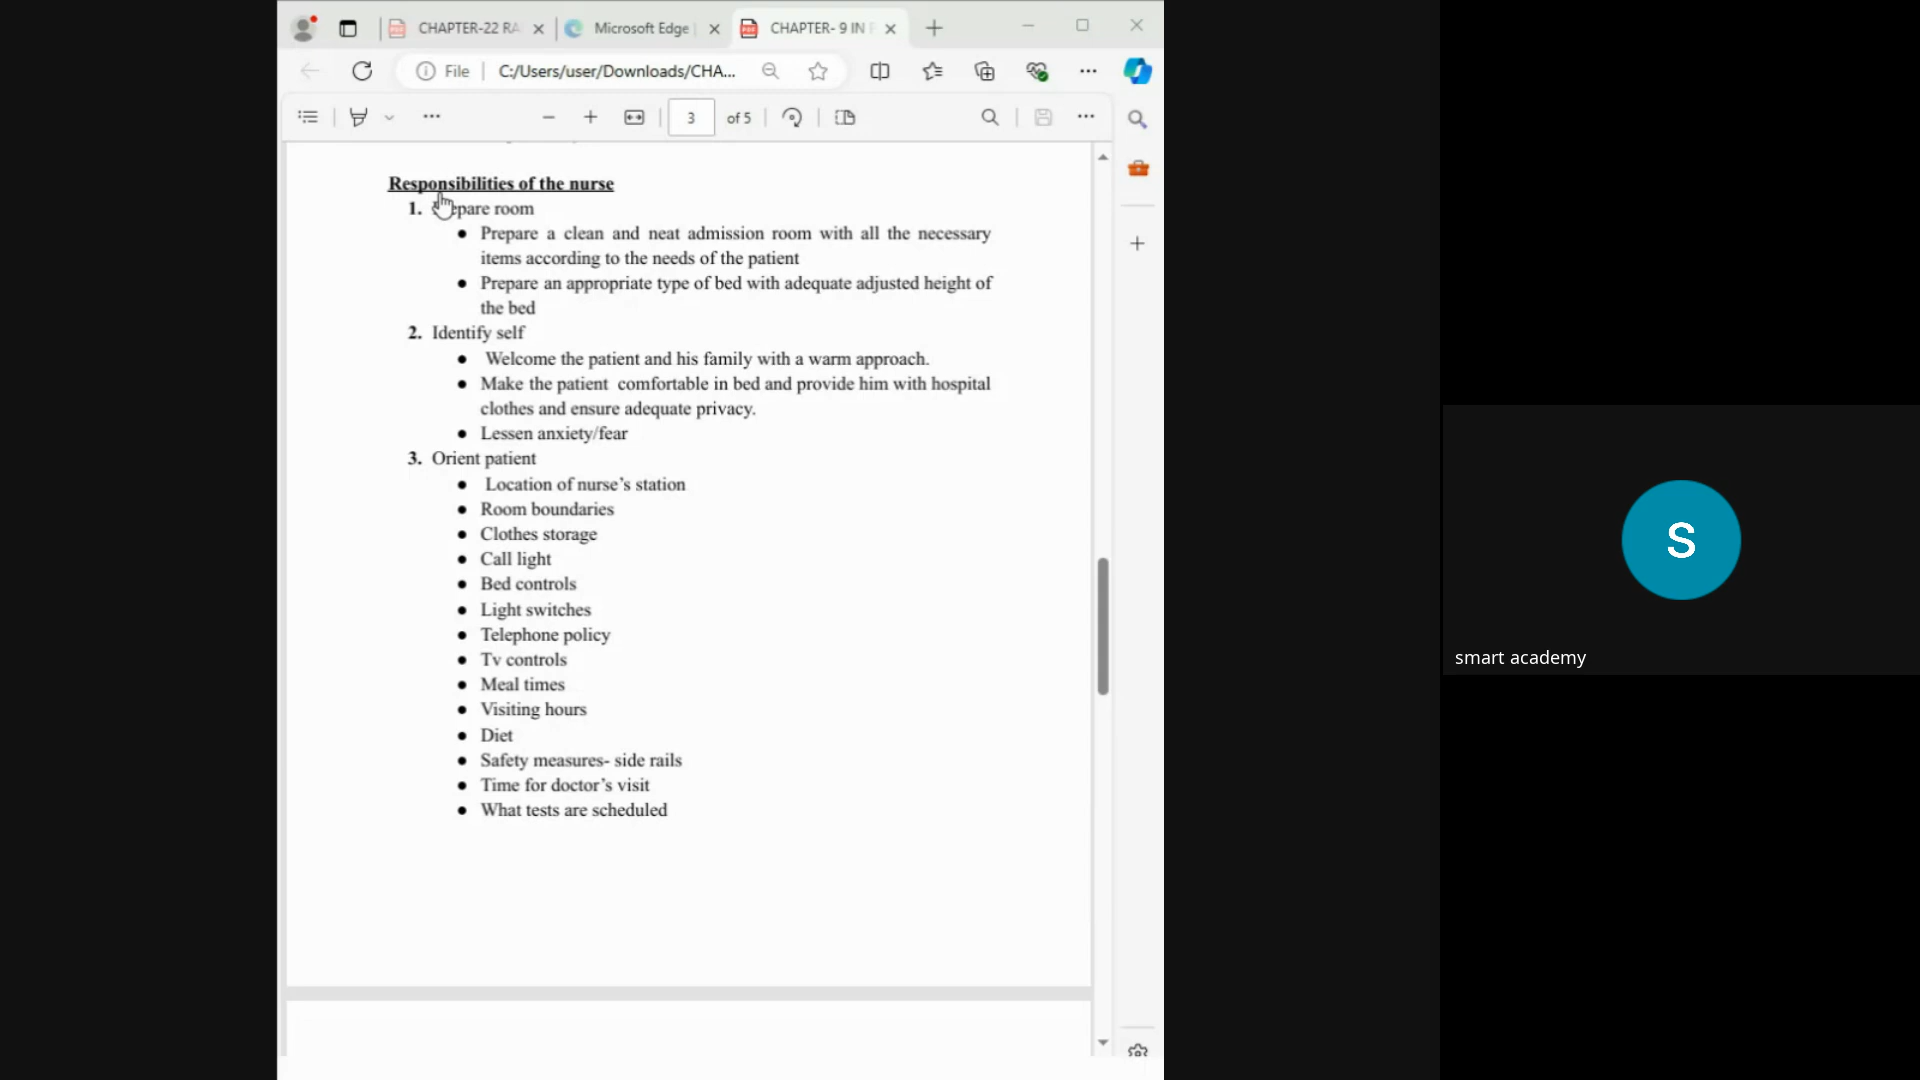 CHAPTER-22 RA
Microsoft Edge
CHAPTER- 9 IN
File
C:/Users/user/Downloads/CHA...
3
of 5
Responsibilities of the nurse
1. epare room
● Prepare a clean and neat admission room with all the necessary
items according to the needs of the patient
● Prepare an appropriate type of bed with adequate adjusted height of
the bed
2. Identify self
● Welcome the patient and his family with a warm approach.
● Make the patient comfortable in bed and provide him with hospital
clothes and ensure adequate privacy.
● Lessen anxiety/fear
3. Orient patient
● Location of nurse’s station
● Room boundaries
● Clothes storage
● Call light
● Bed controls
● Light switches
● Telephone policy
● Tv controls
● Meal times
● Visiting hours
● Diet
● Safety measures- side rails
● Time for doctor’s visit
● What tests are scheduled
S
smart academy